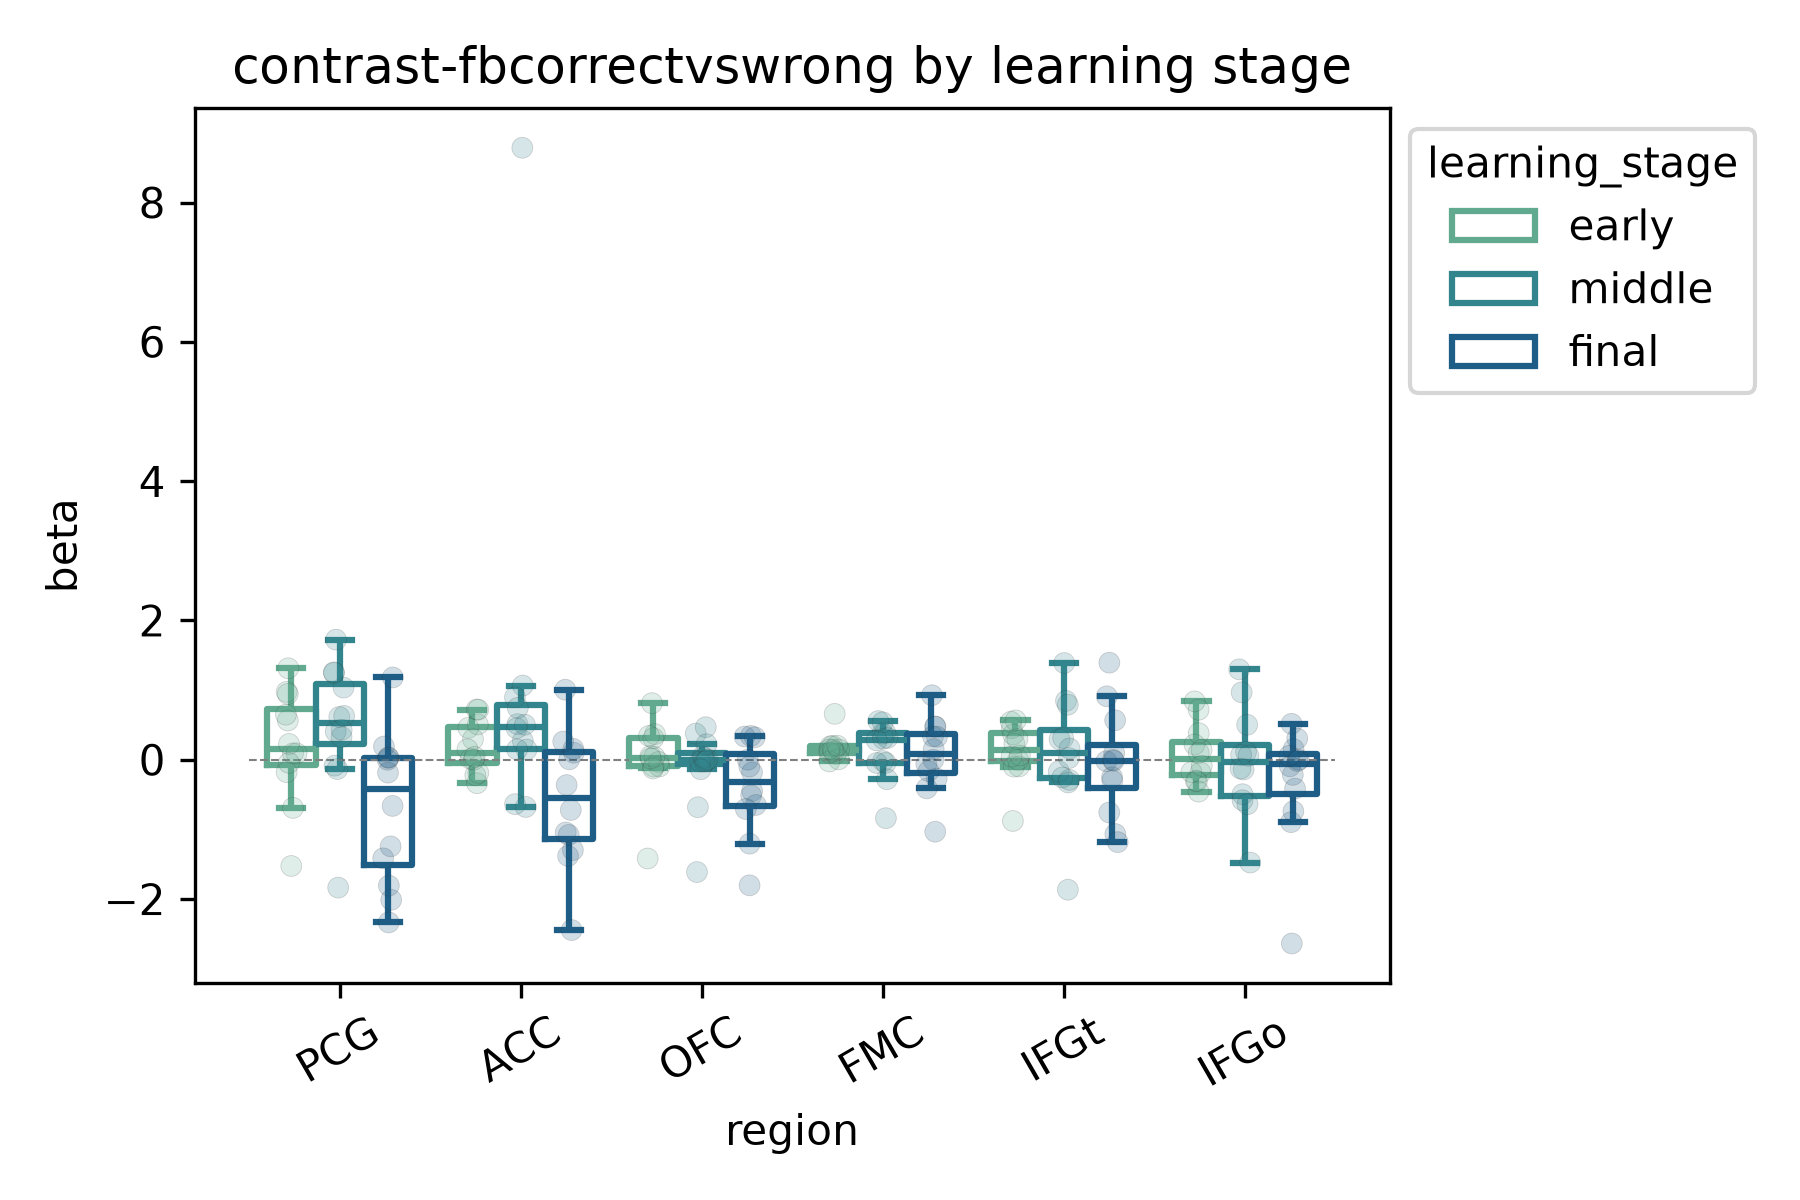 contrast-fbcorrectvswrong by learning stage
learning_stage
early
middle
final
beta
8
6
4
2
0
−2
PCG
ACC
OFC
FMC
IFGt
IFGo
region